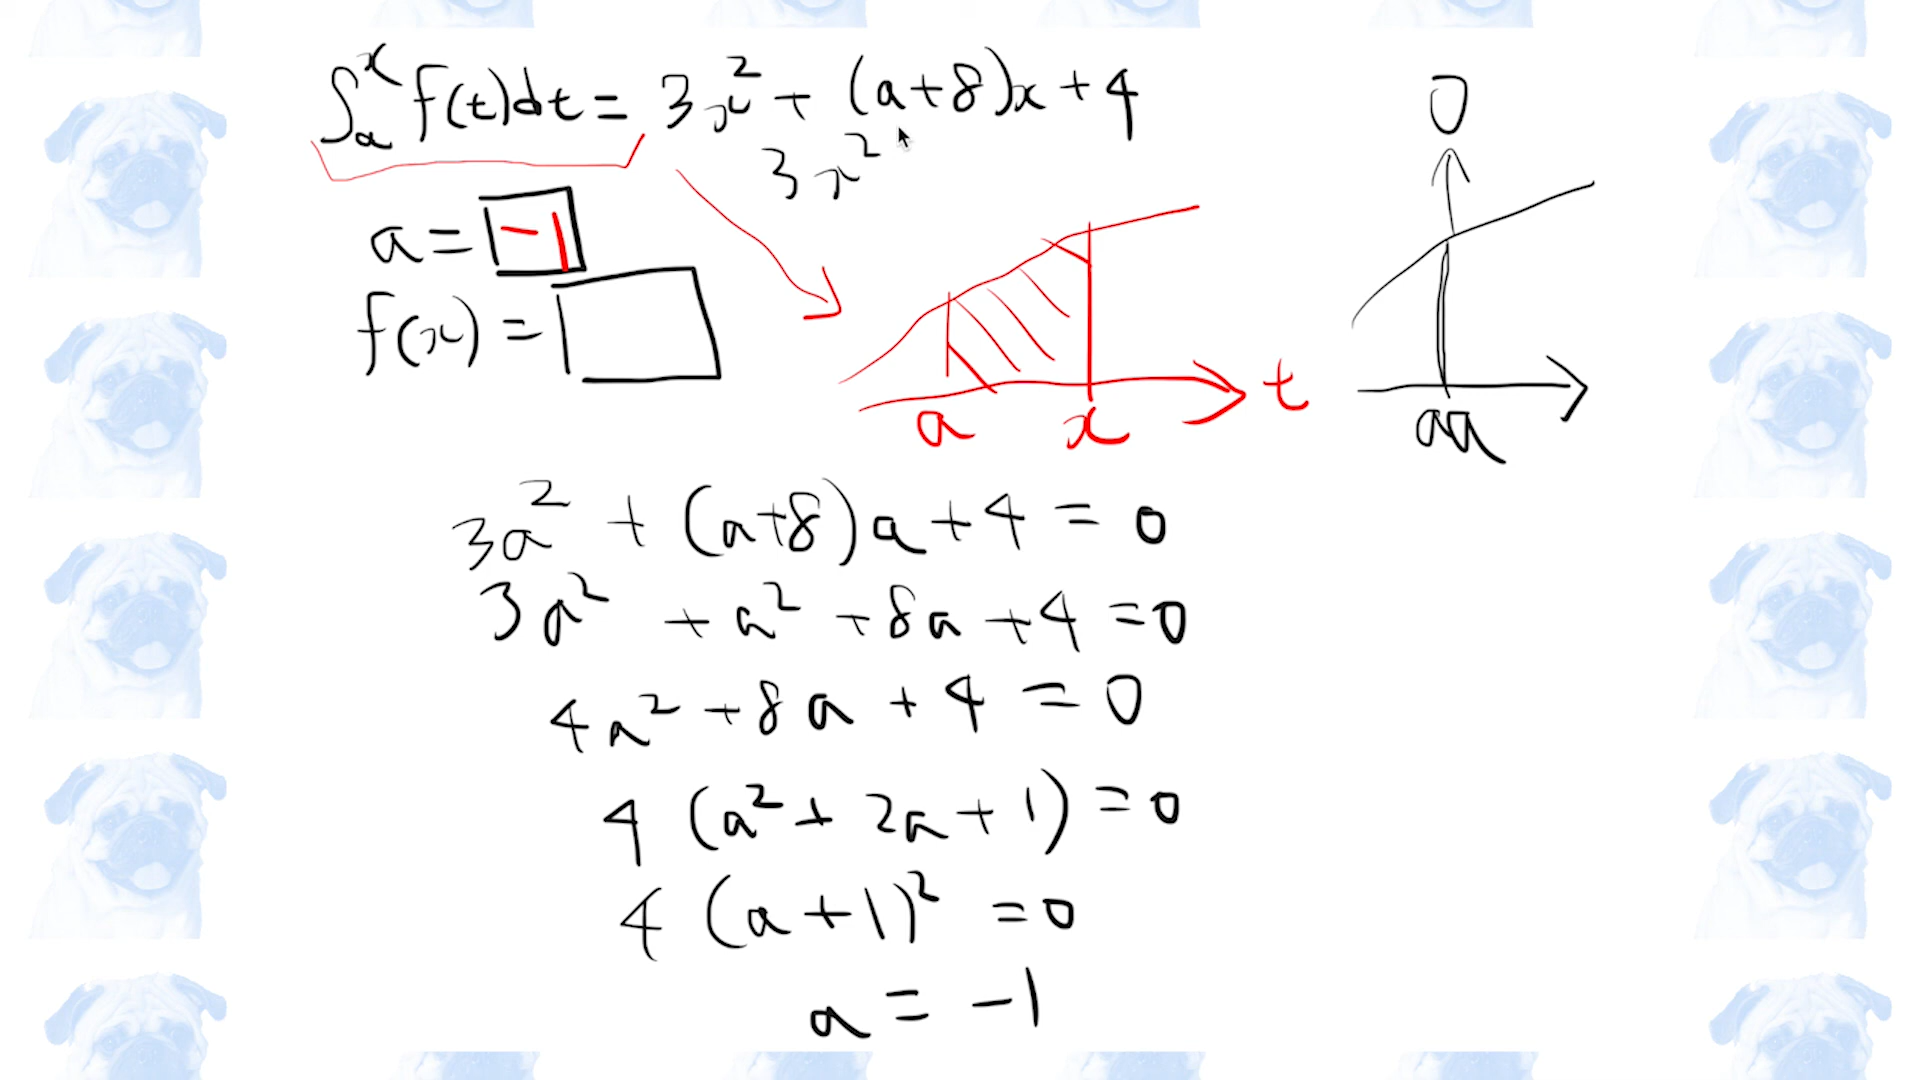 ∫ₐˣ f(t)dt = 3x² + (a+8)x + 4
3x²
a = -1
f(x) =
a x t
0
aa
3a² + (a+8)a + 4 = 0
3a² + a² + 8a + 4 = 0
4a² + 8a + 4 = 0
4(a² + 2a + 1) = 0
4(a+1)² = 0
a = -1